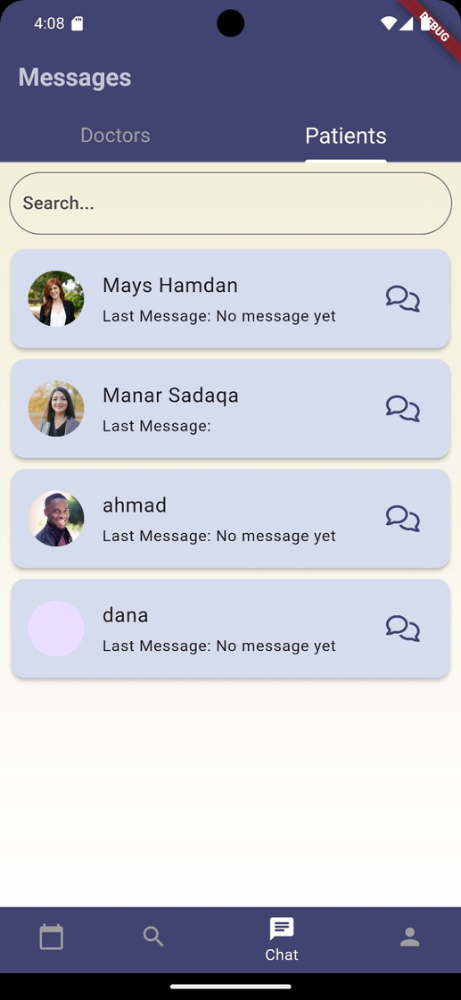 4:08
DEBUG
Messages
Doctors
Patients
Search...
Mays Hamdan
Last Message: No message yet
Manar Sadaqa
Last Message:
ahmad
Last Message: No message yet
dana
Last Message: No message yet
Chat